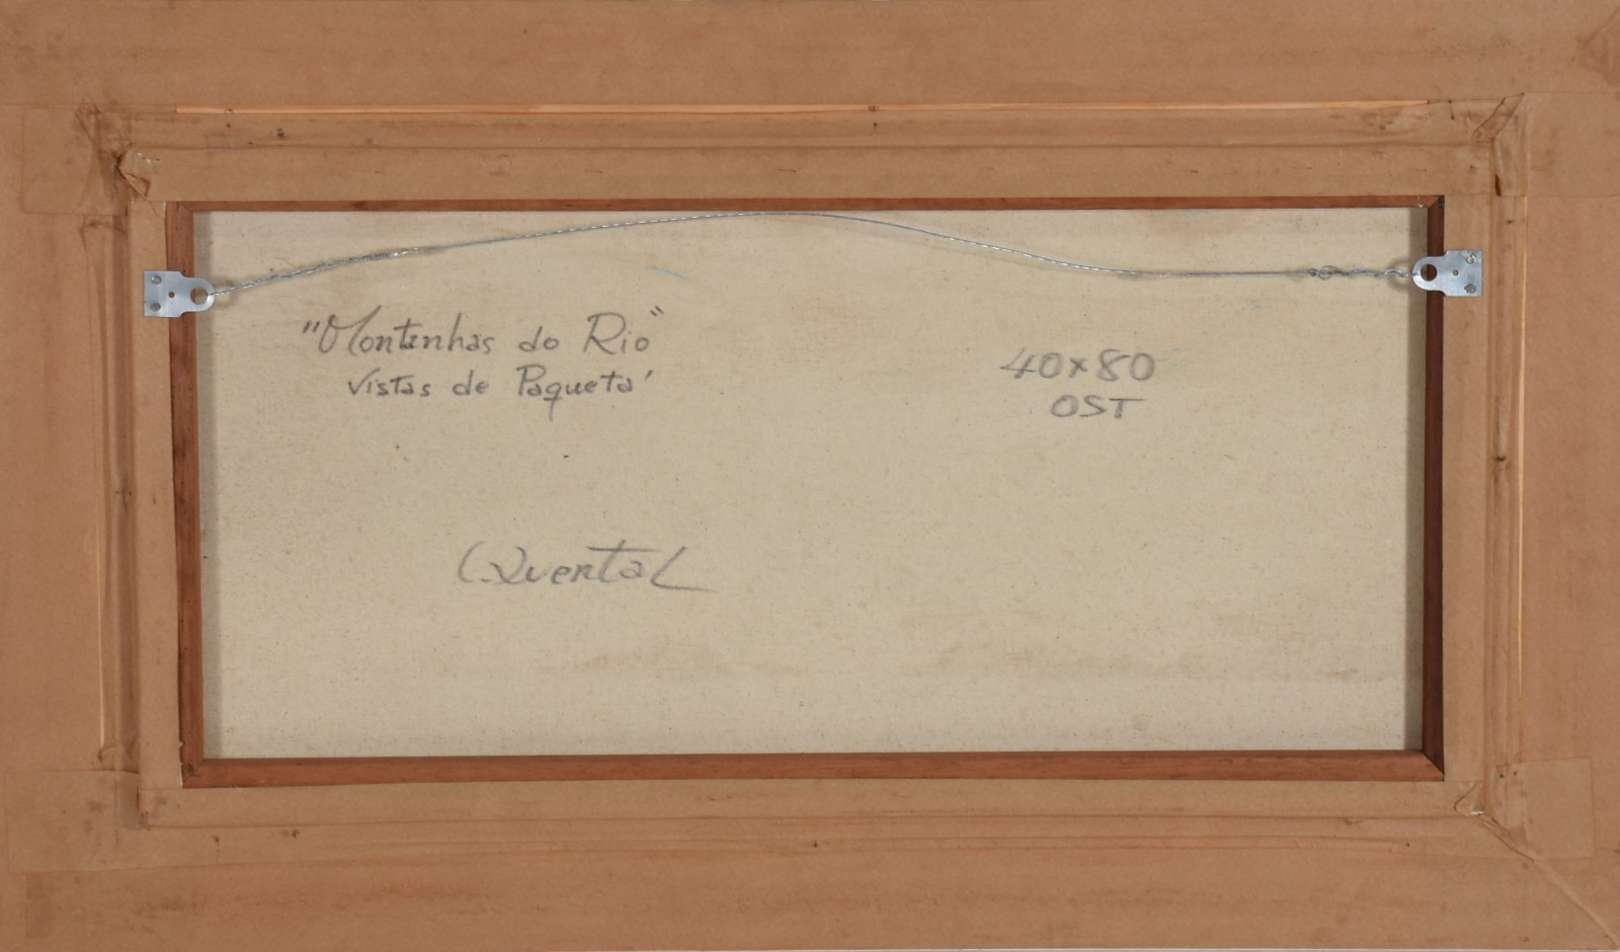 "Montanhas do Rio"
vistas de Paquetá
40x80
OST
C. Quental